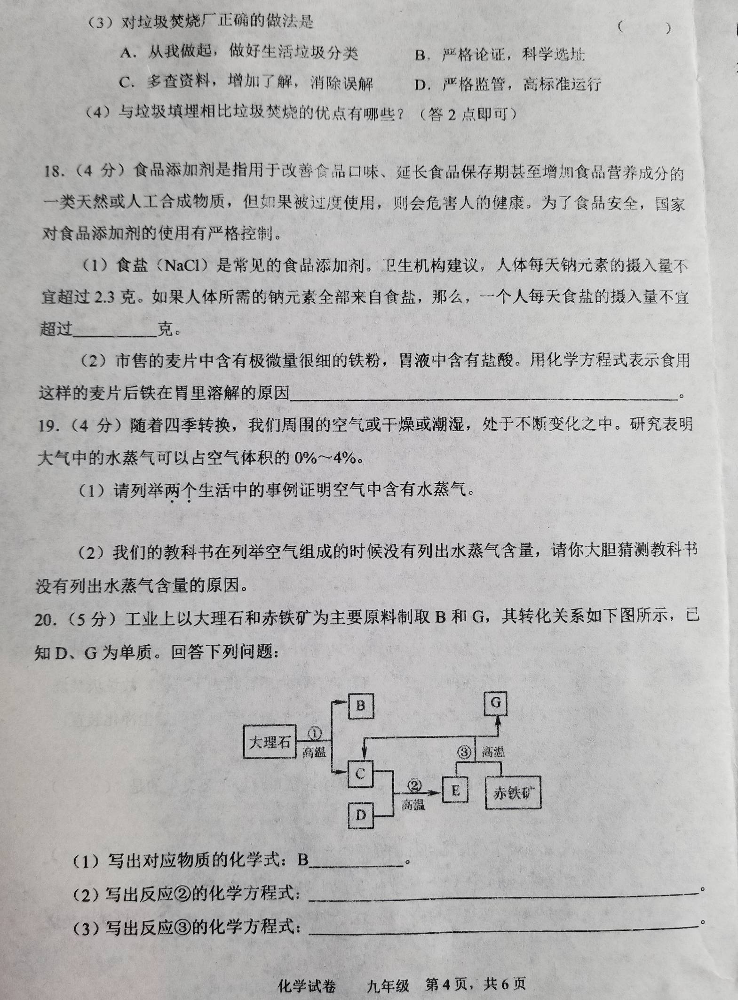 （3）对垃圾焚烧厂正确的做法是 （ ）
A．从我做起，做好生活垃圾分类 B．严格论证，科学选址
C．多查资料，增加了解，消除误解 D．严格监管，高标准运行
（4）与垃圾填埋相比垃圾焚烧的优点有哪些？（答 2 点即可）
18.（4 分）食品添加剂是指用于改善食品口味、延长食品保存期甚至增加食品营养成分的
一类天然或人工合成物质，但如果被过度使用，则会危害人的健康。为了食品安全，国家
对食品添加剂的使用有严格控制。
（1）食盐（NaCl）是常见的食品添加剂。卫生机构建议，人体每天钠元素的摄入量不
宜超过 2.3 克。如果人体所需的钠元素全部来自食盐，那么，一个人每天食盐的摄入量不宜
超过__________克。
（2）市售的麦片中含有极微量很细的铁粉，胃液中含有盐酸。用化学方程式表示食用
这样的麦片后铁在胃里溶解的原因__________。
19.（4 分）随着四季转换，我们周围的空气或干燥或潮湿，处于不断变化之中。研究表明
大气中的水蒸气可以占空气体积的 0%～4%。
（1）请列举两个生活中的事例证明空气中含有水蒸气。
（2）我们的教科书在列举空气组成的时候没有列出水蒸气含量，请你大胆猜测教科书
没有列出水蒸气含量的原因。
20.（5 分）工业上以大理石和赤铁矿为主要原料制取 B 和 G，其转化关系如下图所示，已
知 D、G 为单质。回答下列问题：
B G
大理石 ① 高温
③ 高温
C
② 高温 E 赤铁矿
D
（1）写出对应物质的化学式：B__________。
（2）写出反应②的化学方程式：__________。
（3）写出反应③的化学方程式：__________。
化学试卷 九年级 第 4 页，共 6 页